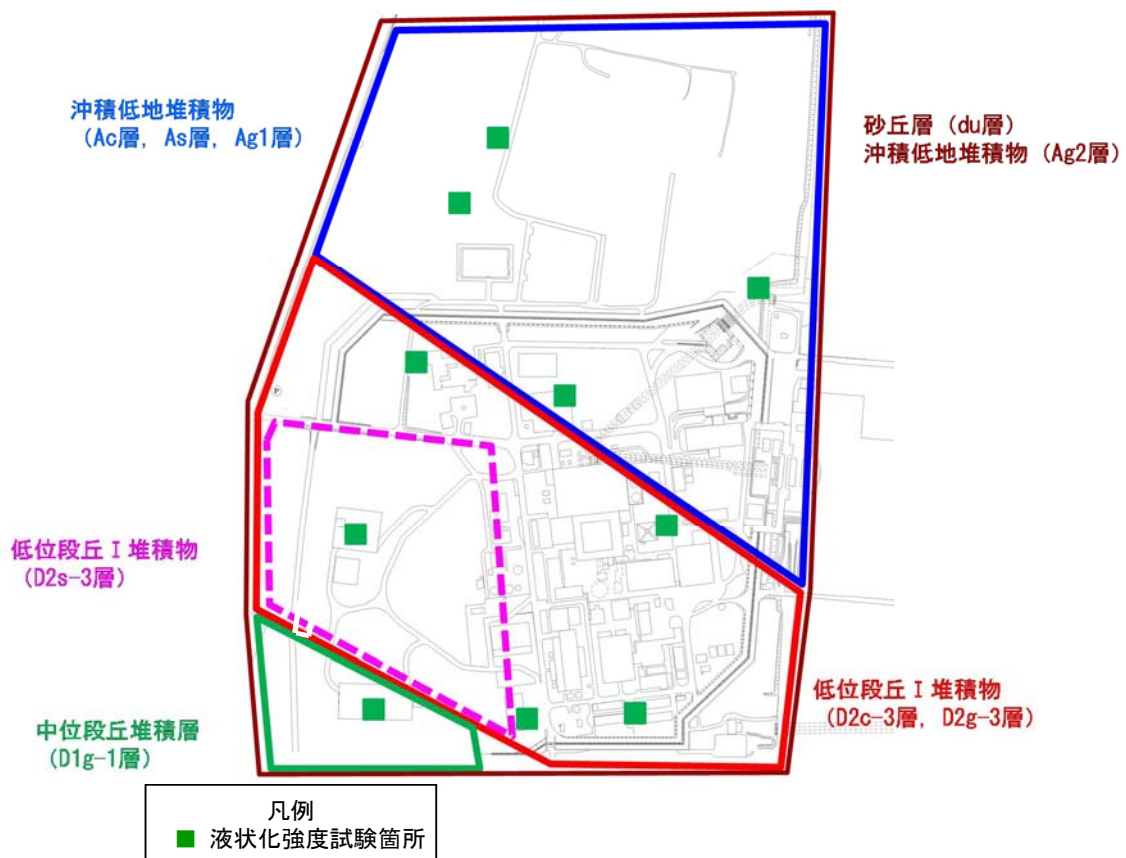 沖積低地堆積物
(Ac層, As層, Ag1層)
砂丘層 (du層)
沖積低地堆積物 (Ag2層)
P
低位段丘Ⅰ堆積物
(D2s-3層)
中位段丘堆積層
(D1g-1層)
低位段丘Ⅰ堆積物
(D2c-3層, D2g-3層)
凡例
液状化強度試験箇所